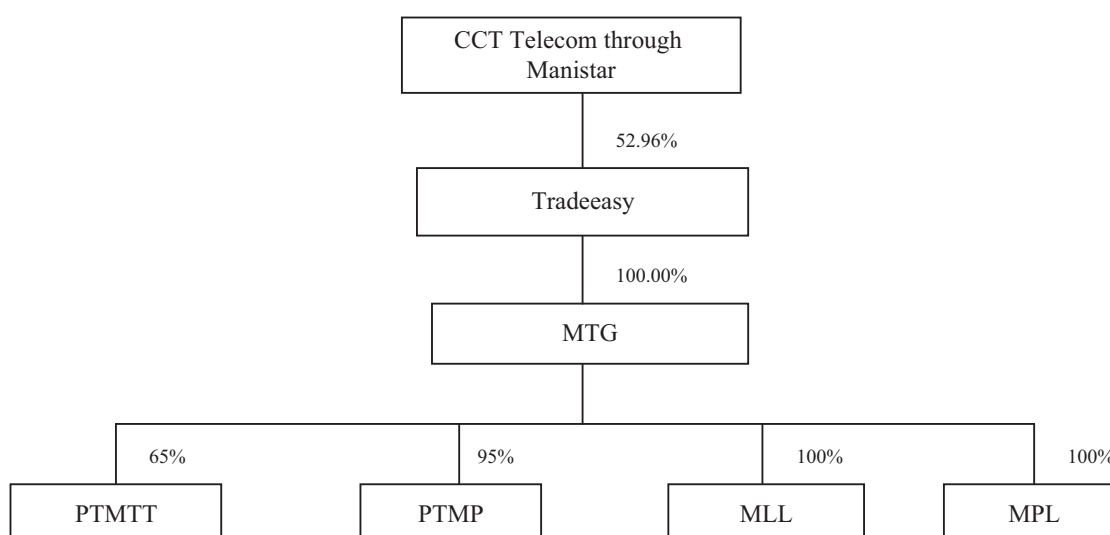 CCT Telecom through
Manistar
52.96%
Tradeeasy
100.00%
MTG
65%
95%
100%
100%
PTMTT
PTMP
MLL
MPL